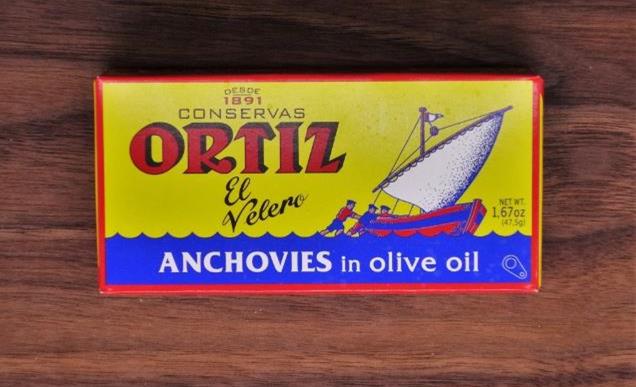 DESDE
1891
CONSERVAS
ORTIZ
El
Velero
NET WT.
1,67oz
(47,5g)
ANCHOVIES in olive oil